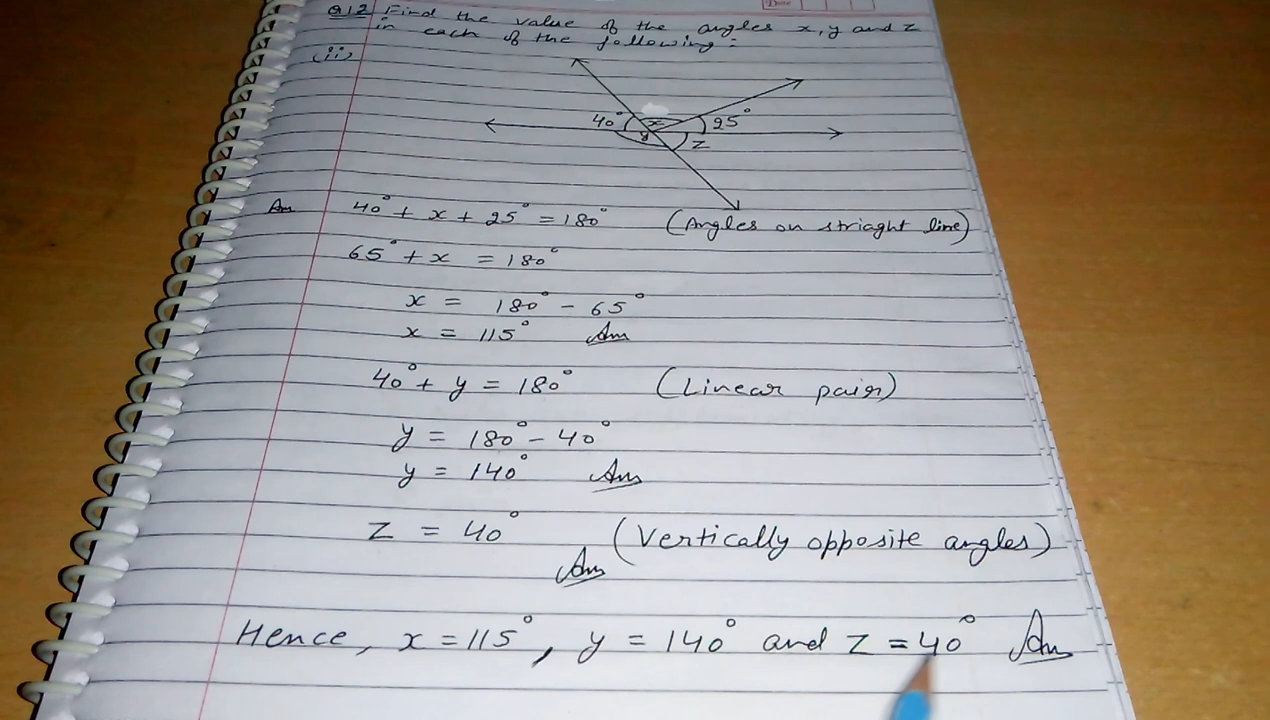 Date
Q12 Find the value of the angles x, y and z
in each of the following:
(ii)
40° x 25°
y z
Ans 40° + x + 25° = 180° (Angles on striaght line)
65° + x = 180°
x = 180° - 65°
x = 115° Ans
40° + y = 180° (Linear pair)
y = 180° - 40°
y = 140° Ans
z = 40° (Vertically opposite angles)
Ans
Hence, x = 115°, y = 140° and z = 40° Ans